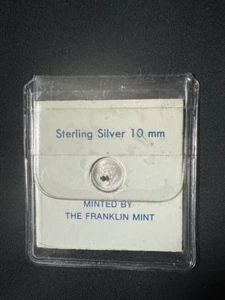 Sterling Silver 10 mm
MINTED BY
THE FRANKLIN MINT